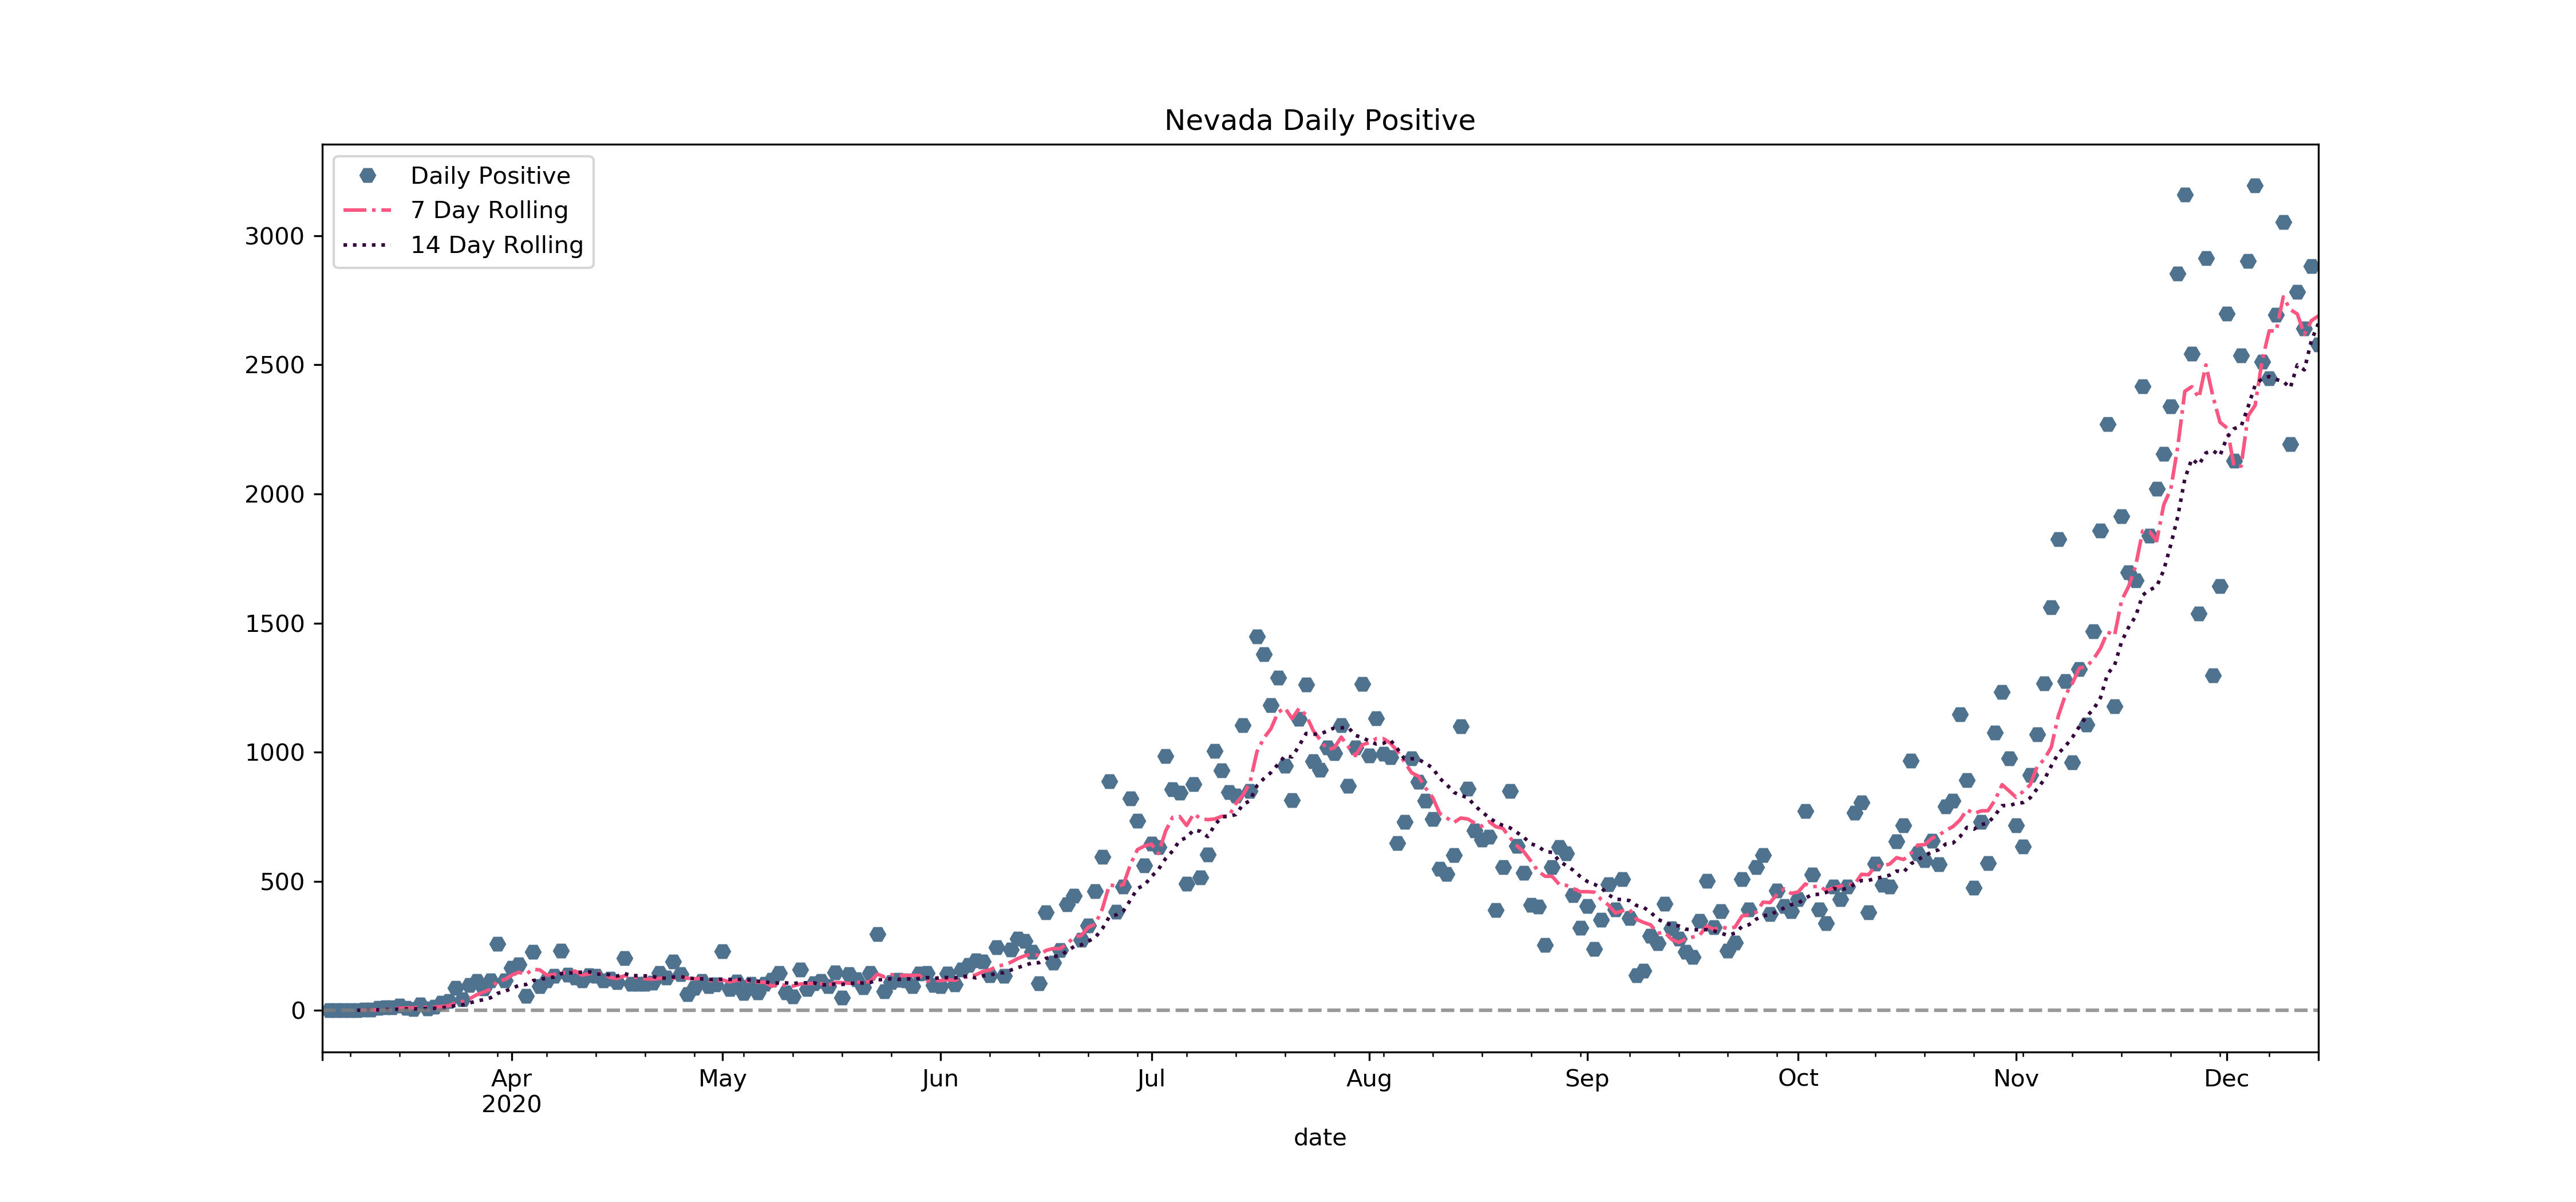 Nevada Daily Positive
Daily Positive
7 Day Rolling
14 Day Rolling
3000
2500
2000
1500
1000
500
0
Apr May Jun Jul Aug Sep Oct Nov Dec
2020
date